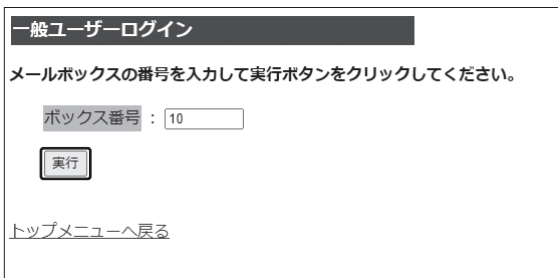 一般ユーザーログイン
メールボックスの番号を入力して実行ボタンをクリックしてください。
ボックス番号 : 10
実行
トップメニューへ戻る